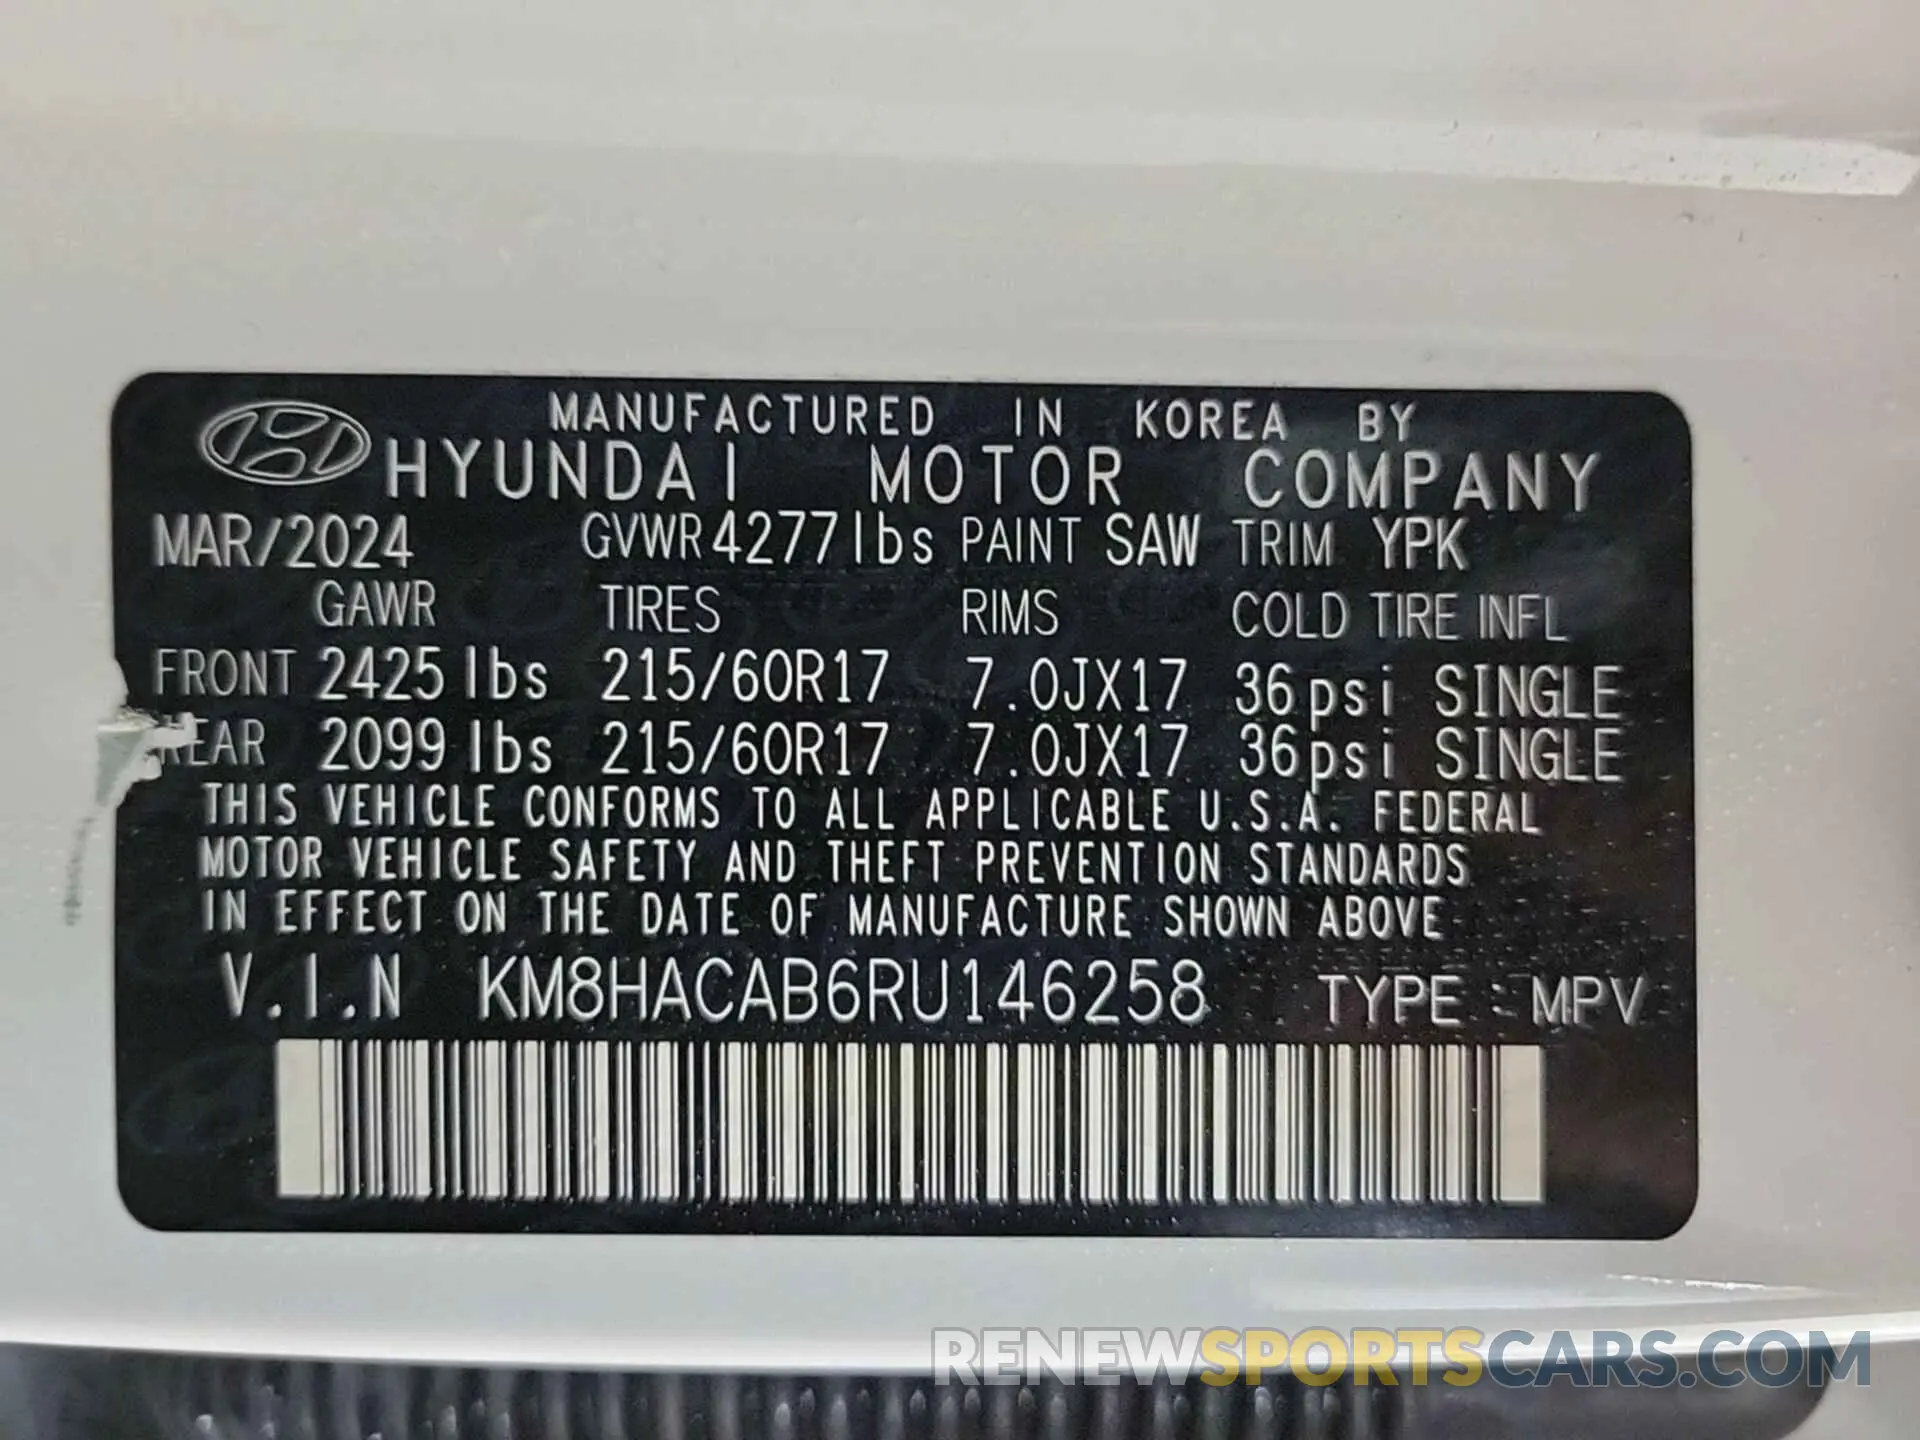 MANUFACTURED IN KOREA BY
HYUNDAI MOTOR COMPANY
MAR/2024 GVWR 4277lbs PAINT SAW TRIM YPK
GAWR TIRES RIMS COLD TIRE INFL
FRONT 2425 lbs 215/60R17 7.0JX17 36psi SINGLE
REAR 2099 lbs 215/60R17 7.0JX17 36psi SINGLE
THIS VEHICLE CONFORMS TO ALL APPLICABLE U.S.A. FEDERAL
MOTOR VEHICLE SAFETY AND THEFT PREVENTION STANDARDS
IN EFFECT ON THE DATE OF MANUFACTURE SHOWN ABOVE
V.I.N KM8HACAB6RU146258 TYPE : MPV
RENEWSPORTSCARS.COM